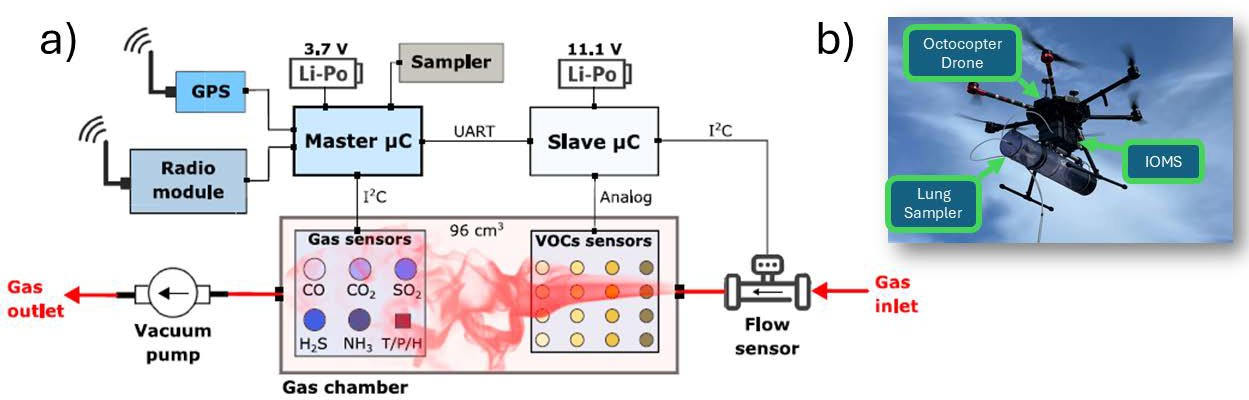 a)
GPS
Radio
module
3.7 V
Li-Po
Sampler
Master µC
UART
11.1 V
Li-Po
Slave µC
I²C
I²C
Analog
96 cm³
Gas sensors
CO
CO₂
SO₂
H₂S
NH₃
T/P/H
VOCs sensors
Gas
outlet
Vacuum
pump
Gas chamber
Flow
sensor
Gas
inlet
b)
Octocopter
Drone
IOMS
Lung
Sampler